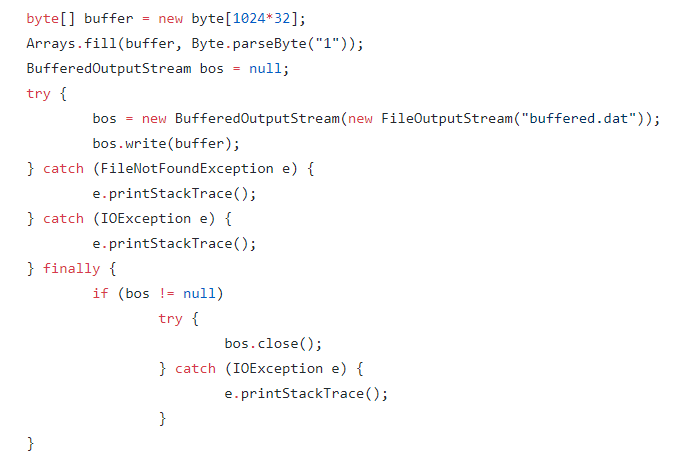 byte[] buffer = new byte[1024*32];
Arrays.fill(buffer, Byte.parseByte("1"));
BufferedOutputStream bos = null;
try {
        bos = new BufferedOutputStream(new FileOutputStream("buffered.dat"));
        bos.write(buffer);
} catch (FileNotFoundException e) {
        e.printStackTrace();
} catch (IOException e) {
        e.printStackTrace();
} finally {
        if (bos != null)
                try {
                        bos.close();
                } catch (IOException e) {
                        e.printStackTrace();
                }
}